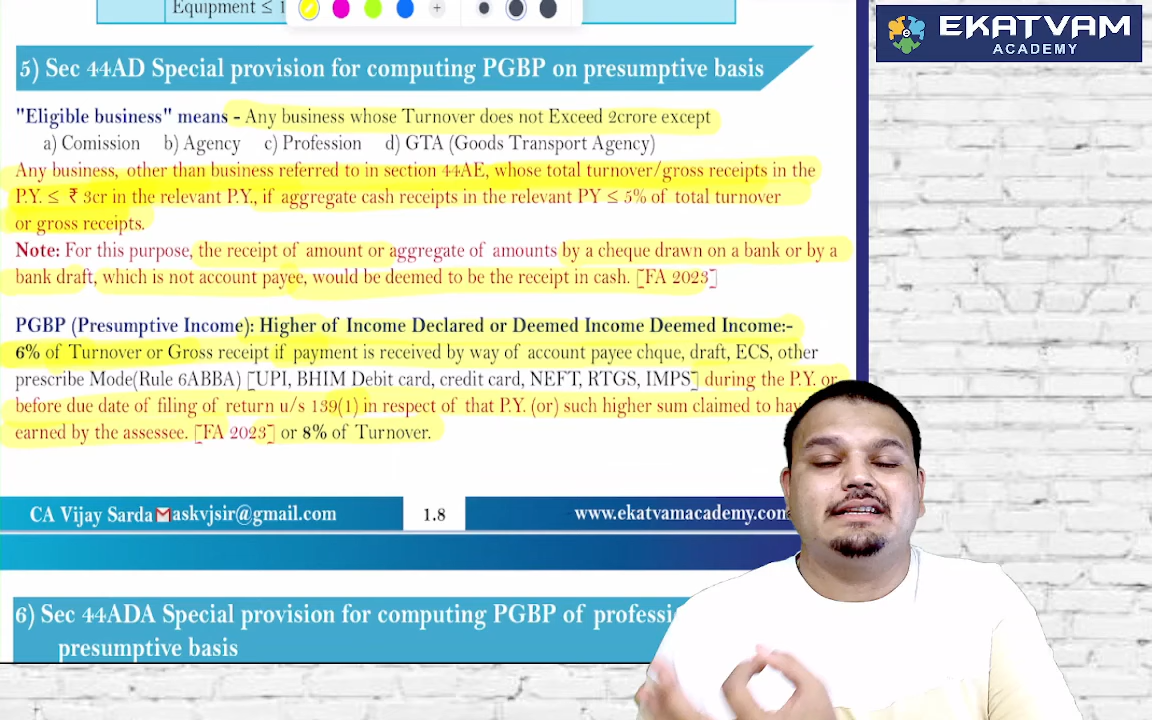 Equipment ≤ 1
EKATVAM
ACADEMY
5) Sec 44AD Special provision for computing PGBP on presumptive basis
"Eligible business" means - Any business whose Turnover does not Exceed 2crore except
a) Comission b) Agency c) Profession d) GTA (Goods Transport Agency)
Any business, other than business referred to in section 44AE, whose total turnover/gross receipts in the
P.Y. ≤ ₹ 3cr in the relevant P.Y., if aggregate cash receipts in the relevant PY ≤ 5% of total turnover
or gross receipts.
Note: For this purpose, the receipt of amount or aggregate of amounts by a cheque drawn on a bank or by a
bank draft, which is not account payee, would be deemed to be the receipt in cash. [FA 2023]
PGBP (Presumptive Income): Higher of Income Declared or Deemed Income Deemed Income:-
6% of Turnover or Gross receipt if payment is received by way of account payee chque, draft, ECS, other
prescribe Mode(Rule 6ABBA) [UPI, BHIM Debit card, credit card, NEFT, RTGS, IMPS] during the P.Y. or
before due date of filing of return u/s 139(1) in respect of that P.Y. (or) such higher sum claimed to
earned by the assessee. [FA 2023] or 8% of Turnover.
CA Vijay Sarda askvjsir@gmail.com 1.8 www.ekatvamacademy.com
6) Sec 44ADA Special provision for computing PGBP of
presumptive basis